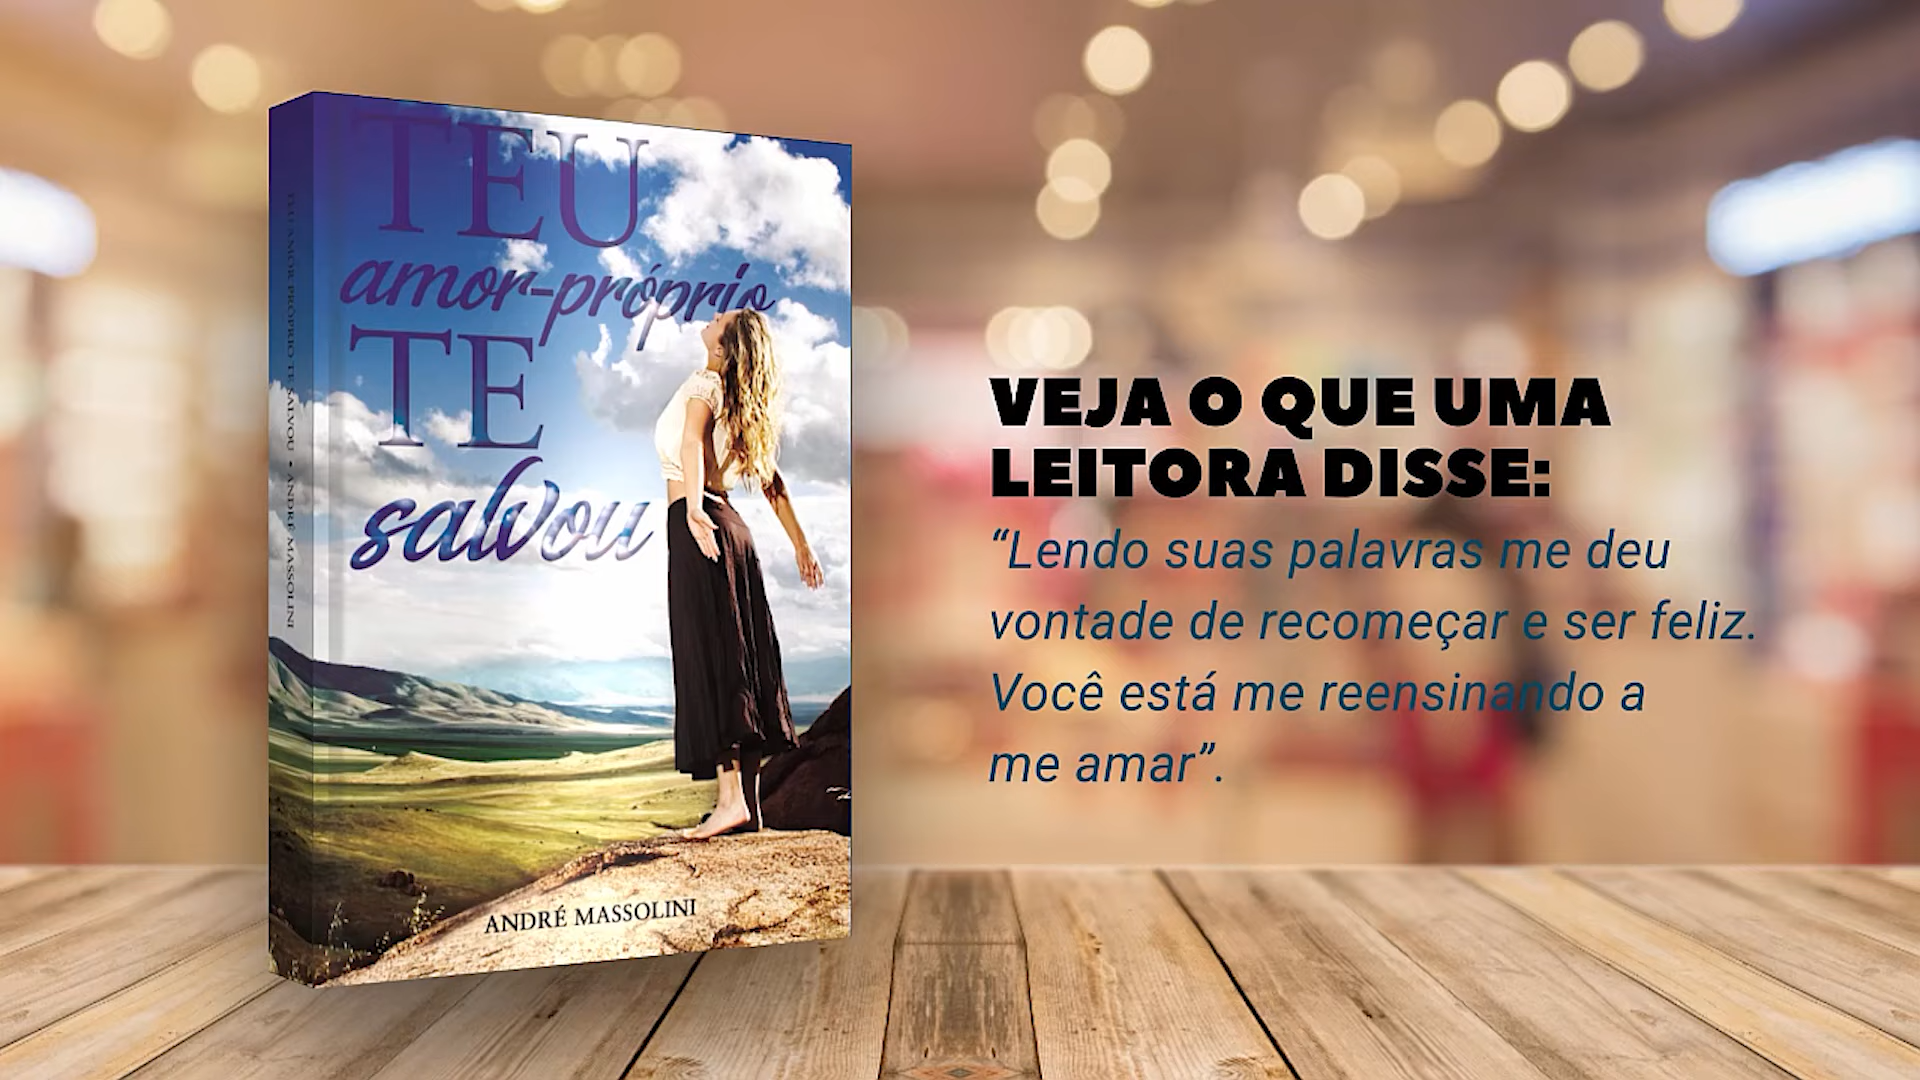 TEU
amor-próprio
TE
salvou
ANDRÉ MASSOLINI
TEU AMOR-PRÓPRIO TE SALVOU • ANDRÉ MASSOLINI
VEJA O QUE UMA
LEITORA DISSE:
“Lendo suas palavras me deu
vontade de recomeçar e ser feliz.
Você está me reensinando a
me amar”.